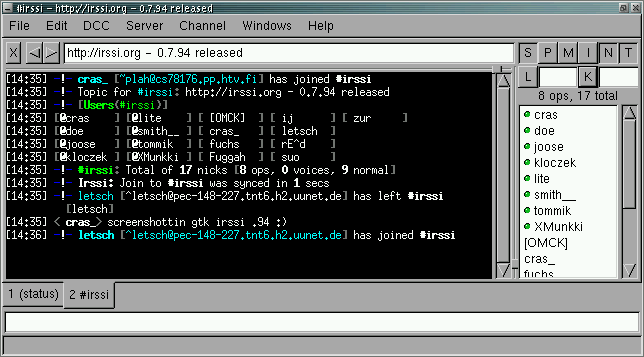 #irssi - http://irssi.org - 0.7.94 released
File Edit DCC Server Channel Windows Help
X http://irssi.org - 0.7.94 released S P M I N T
L K
8 ops, 17 total
[14:35] -!- cras_ [~plah@cs78176.pp.htv.fi] has joined #irssi
[14:35] -!- Topic for #irssi: http://irssi.org - 0.7.94 released
[14:35] -!- [Users(#irssi)]
[14:35] [@cras ] [@lite ] [ [OMCK] ] [ ij ] [ zur ]
[14:35] [@doe ] [@smith__ ] [ cras_ ] [ letsch ]
[14:35] [@joose ] [@tommik ] [ fuchs ] [ rE^d ]
[14:35] [@kloczek ] [@XMunkki ] [ Fuggah ] [ suo ]
[14:35] -!- #irssi: Total of 17 nicks [8 ops, 0 voices, 9 normal]
[14:35] -!- Irssi: Join to #irssi was synced in 1 secs
[14:35] -!- letsch [~letsch@pec-148-227.tnt6.h2.uunet.de] has left #irssi
[letsch]
[14:35] < cras_> screenshottin gtk irssi .94 :)
[14:36] -!- letsch [~letsch@pec-148-227.tnt6.h2.uunet.de] has joined #irssi
cras
doe
joose
kloczek
lite
smith__
tommik
XMunkki
[OMCK]
cras_
fuchs
1 (status) 2 #irssi